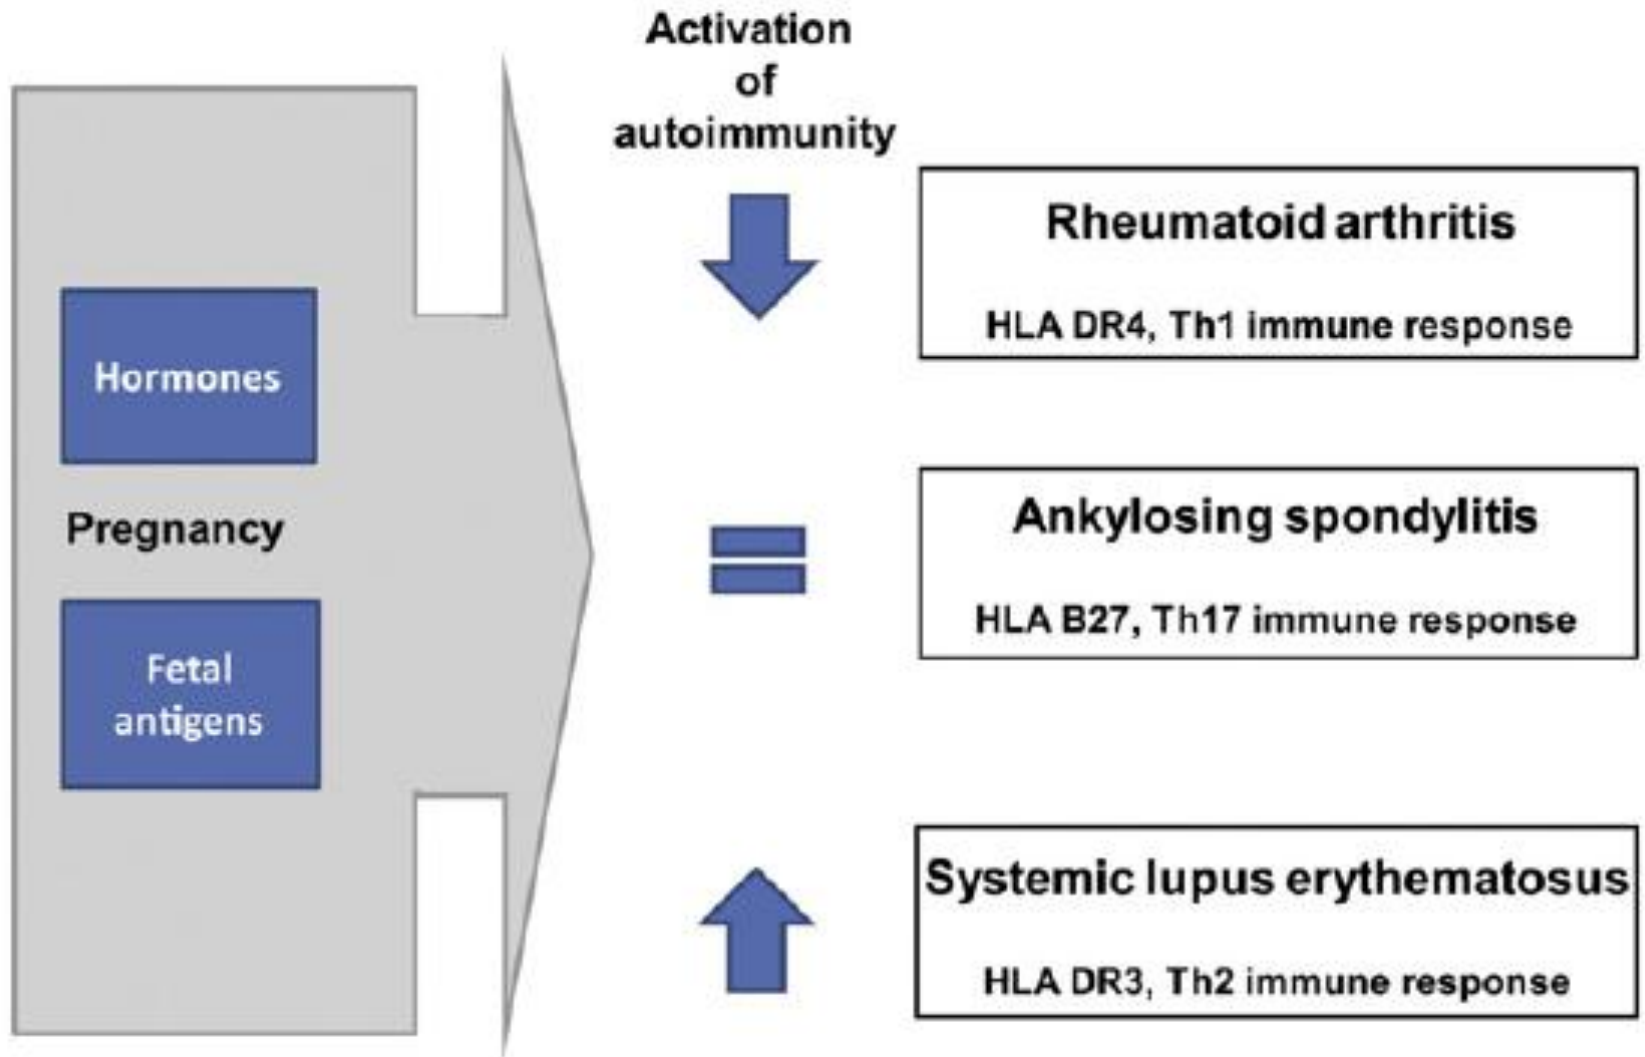 Activation
of
autoimmunity
Hormones
Pregnancy
Fetal
antigens
Rheumatoid arthritis
HLA DR4, Th1 immune response
Ankylosing spondylitis
HLA B27, Th17 immune response
Systemic lupus erythematosus
HLA DR3, Th2 immune response